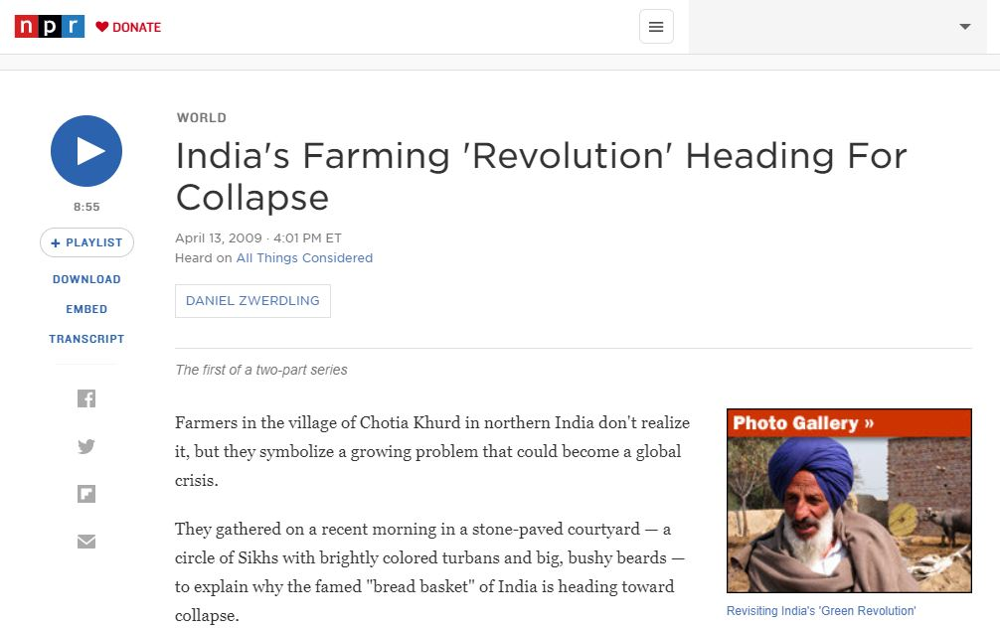 npr DONATE
WORLD
India's Farming 'Revolution' Heading For
Collapse
8:55
April 13, 2009 · 4:01 PM ET
Heard on All Things Considered
+ PLAYLIST
DOWNLOAD
EMBED
TRANSCRIPT
DANIEL ZWERDLING
The first of a two-part series
Farmers in the village of Chotia Khurd in northern India don't realize
it, but they symbolize a growing problem that could become a global
crisis.
They gathered on a recent morning in a stone-paved courtyard — a
circle of Sikhs with brightly colored turbans and big, bushy beards —
to explain why the famed "bread basket" of India is heading toward
collapse.
Photo Gallery »
Revisiting India's 'Green Revolution'